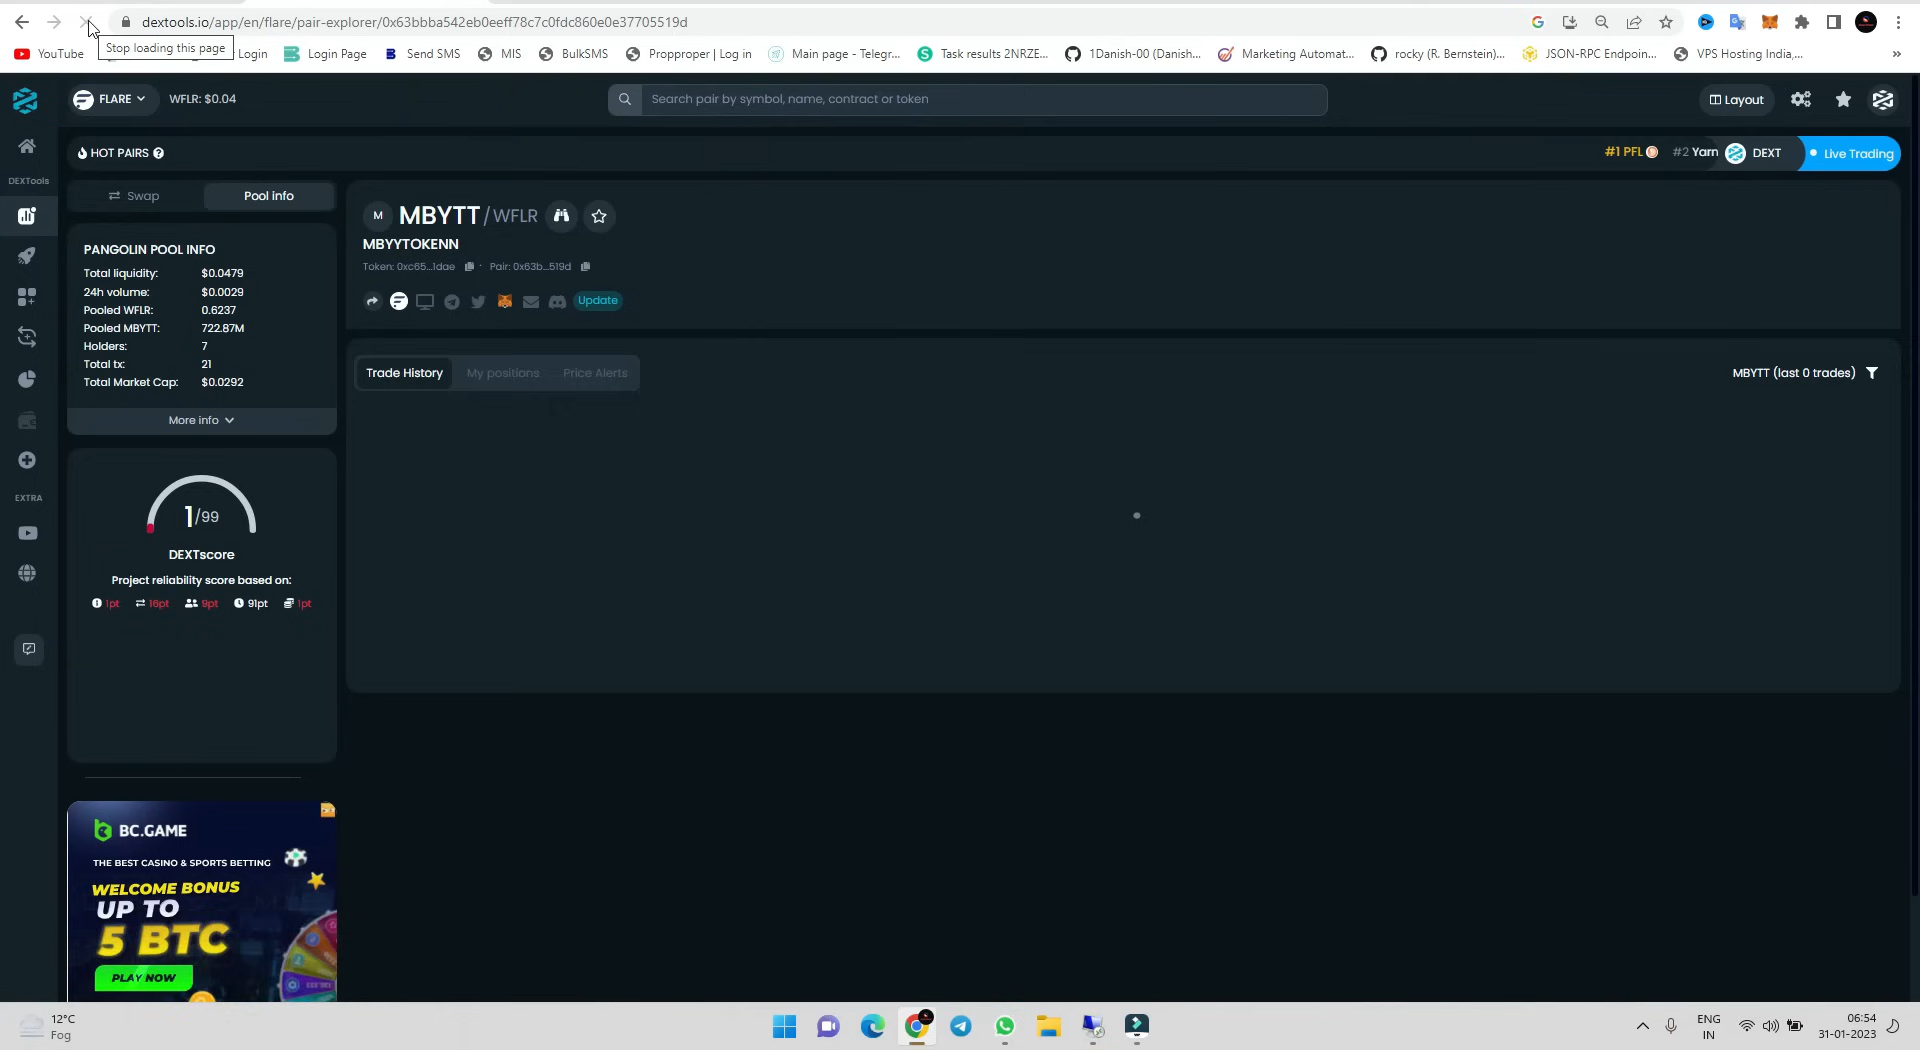 dextools.io/app/en/flare/pair-explorer/0x63bbba542eb0eeff78c7c0fdc860e0e37705519d
Stop loading this page
YouTube
Login
Login Page
Send SMS
MIS
BulkSMS
Propproper | Log in
Main page - Telegr...
Task results 2NRZE...
1Danish-00 (Danish...
Marketing Automat...
rocky (R. Bernstein)...
JSON-RPC Endpoin...
VPS Hosting India,...
»
FLARE
WFLR: $0.04
Search pair by symbol, name, contract or token
Layout
HOT PAIRS
#1 PFL
#2 Yarn
DEXT
Live Trading
DEXTools
Swap
Pool info
M
MBYTT/WFLR
MBYYTOKENN
Token: 0xc65...1dae
Pair: 0x63b...519d
Update
PANGOLIN POOL INFO
Total liquidity: $0.0479
24h volume: $0.0029
Pooled WFLR: 0.6237
Pooled MBYTT: 722.87M
Holders: 7
Total tx: 21
Total Market Cap: $0.0292
More info
Trade History
My positions
Price Alerts
MBYTT (last 0 trades)
EXTRA
1/99
DEXTscore
Project reliability score based on:
1pt 16pt 9pt 91pt 1pt
BC.GAME
THE BEST CASINO & SPORTS BETTING
WELCOME BONUS
UP TO
5 BTC
PLAY NOW
12°C
Fog
ENG
IN
06:54
31-01-2023